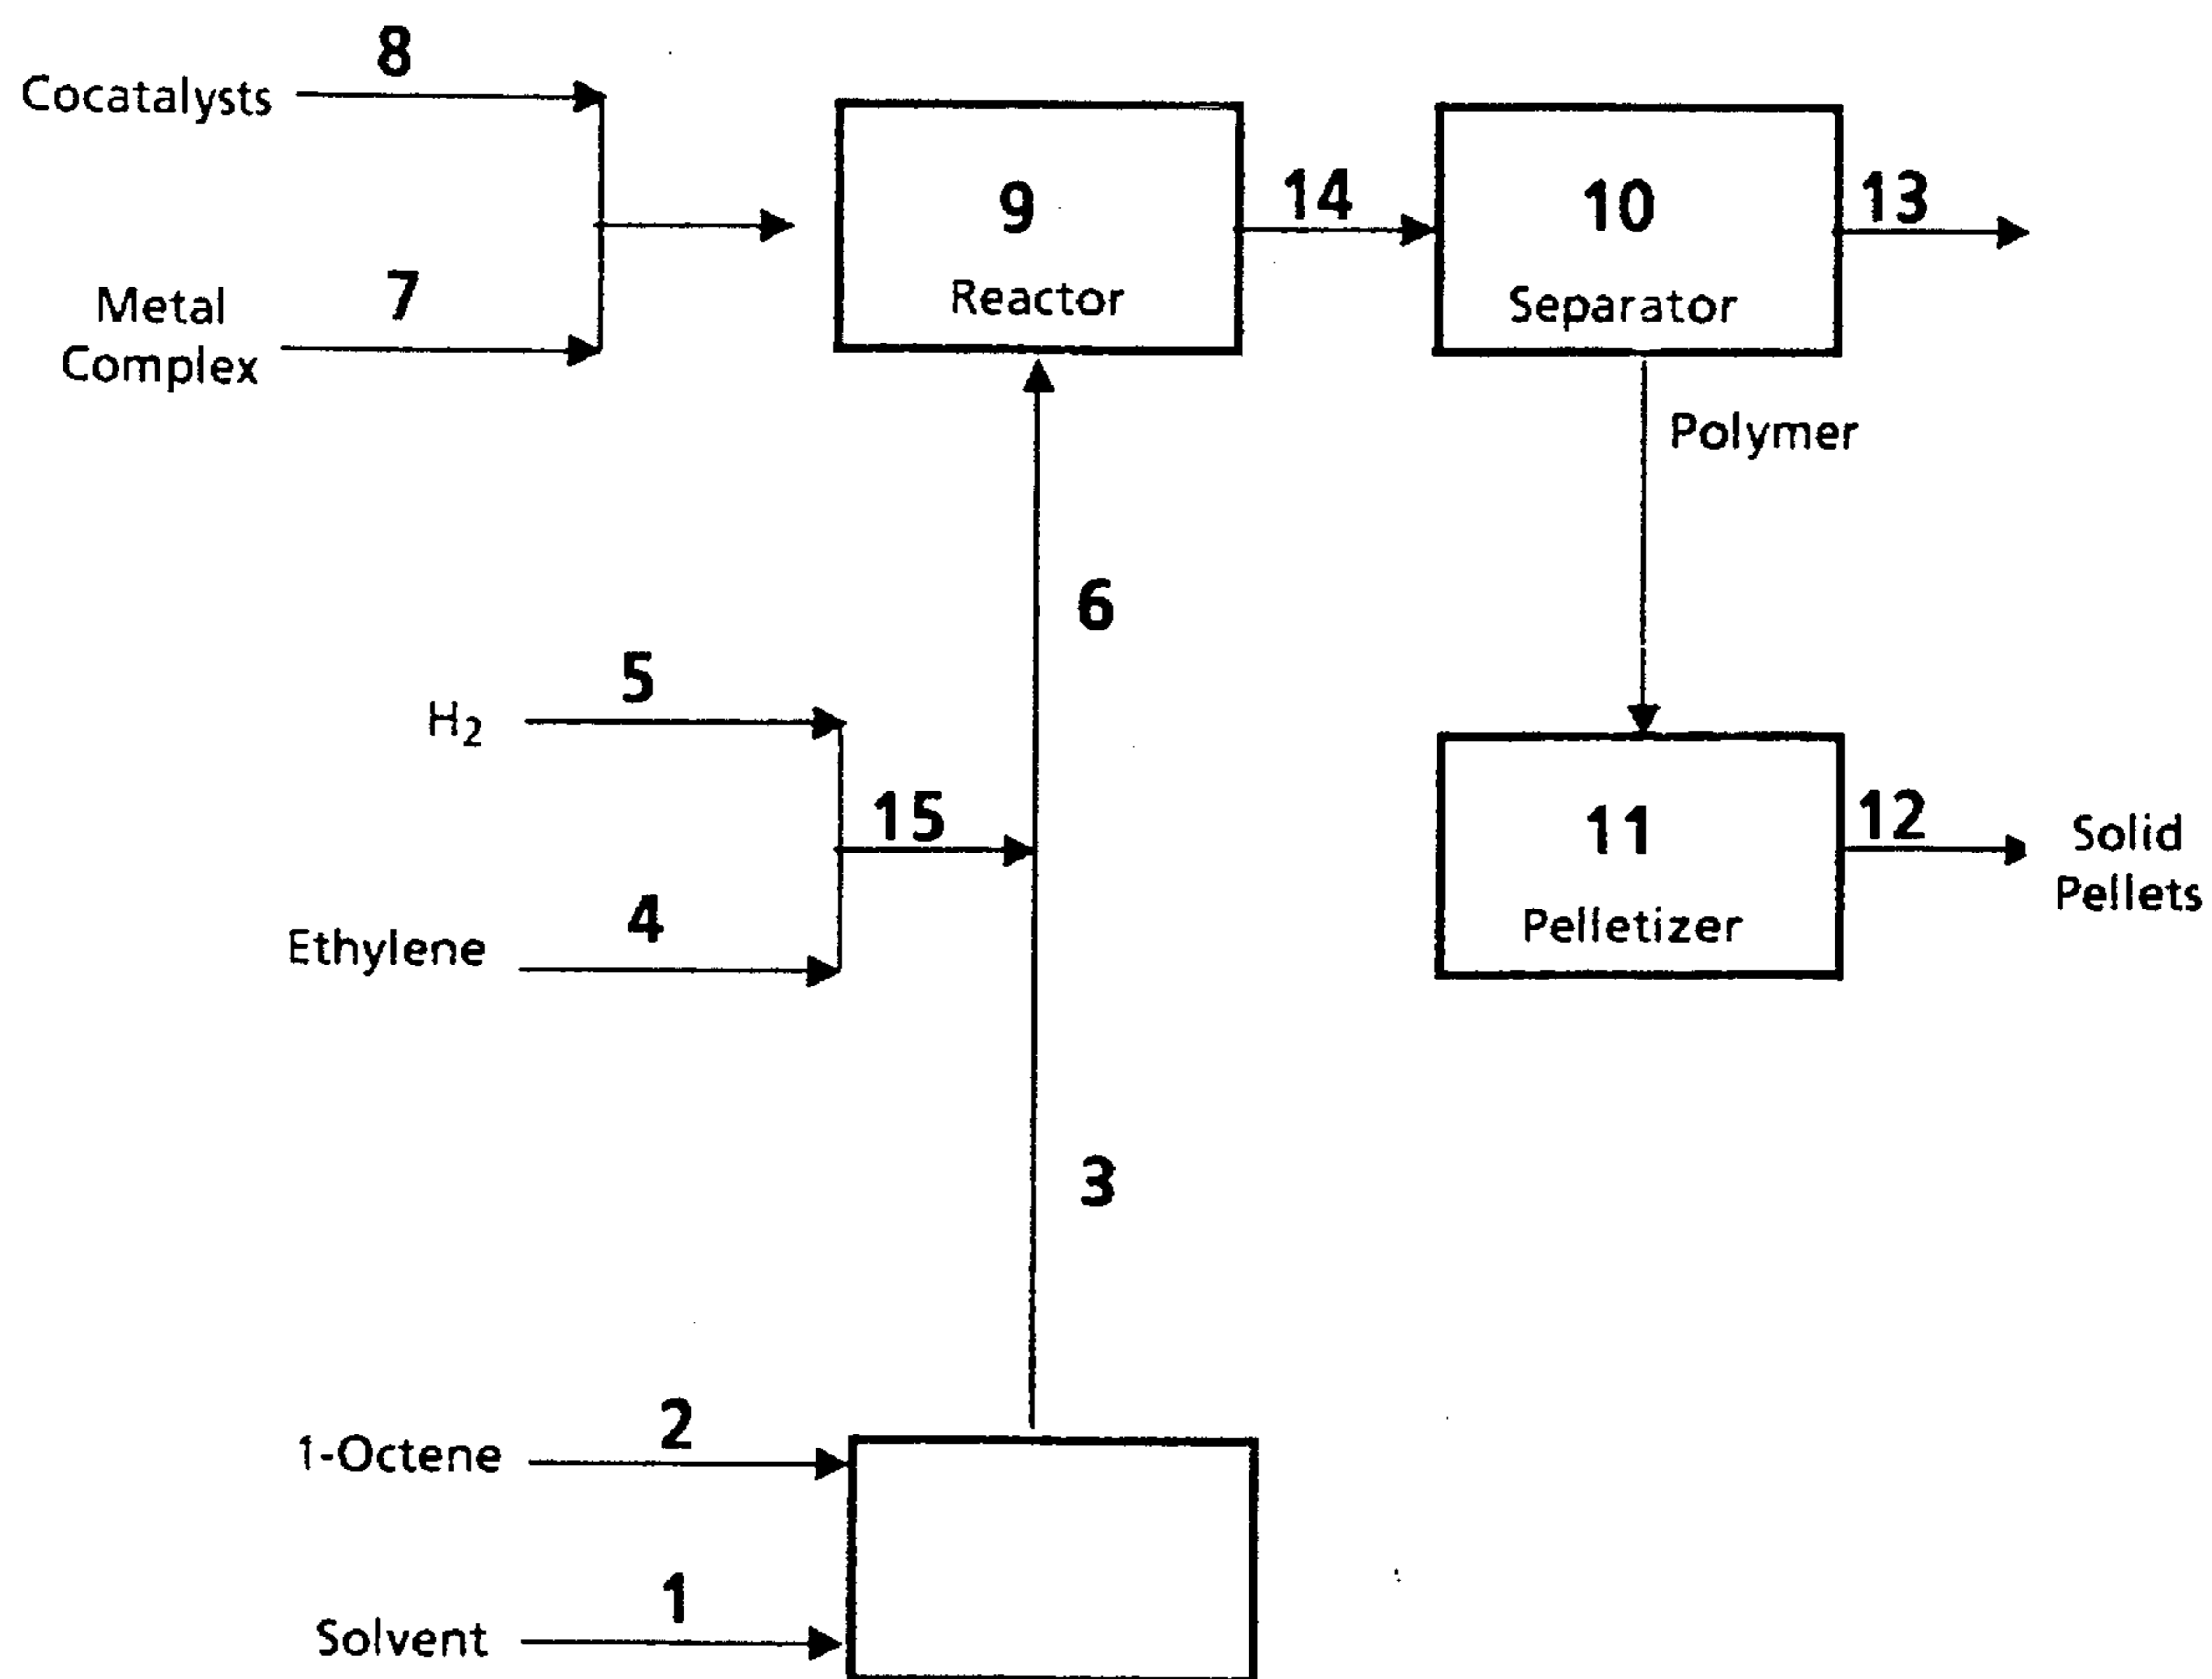 8
Cocatalysts
7
Metal
Complex
9
Reactor
14
10
Separator
13
Polymer
6
5
H₂
15
4
Ethylene
11
Pelletizer
12
Solid
Pellets
3
2
1-Octene
1
Solvent